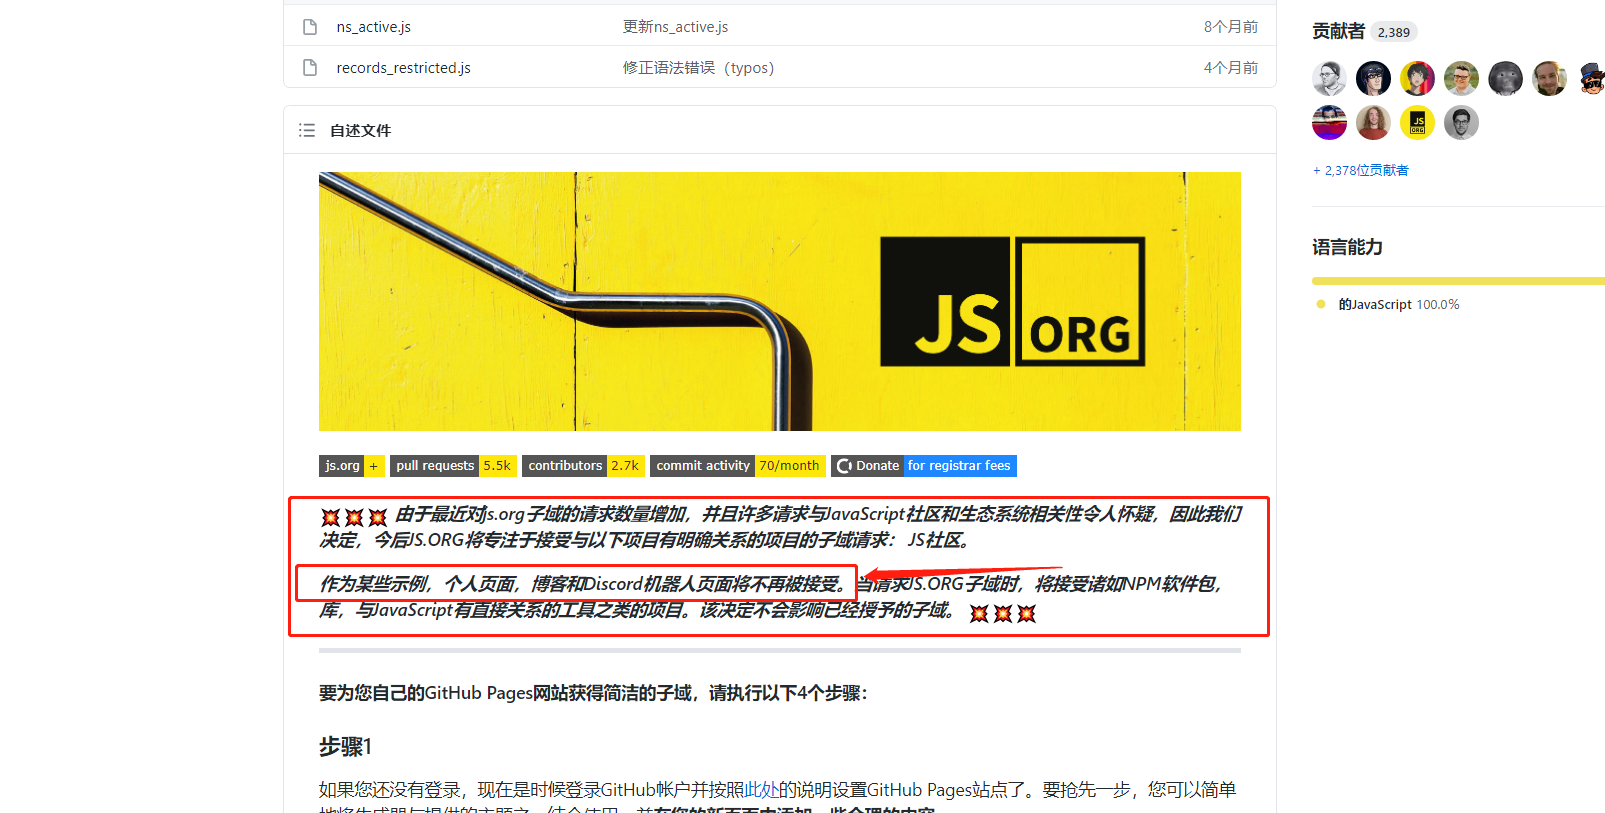 ns_active.js 更新ns_active.js 8个月前
records_restricted.js 修正语法错误（typos） 4个月前
自述文件
JS ORG
js.org + pull requests 5.5k contributors 2.7k commit activity 70/month Donate for registrar fees
💥💥💥 由于最近对js.org子域的请求数量增加，并且许多请求与JavaScript社区和生态系统相关性令人怀疑，因此我们
决定，今后JS.ORG将专注于接受与以下项目有明确关系的项目的子域请求： JS社区。
作为某些示例，个人页面，博客和Discord机器人页面将不再被接受。当请求JS.ORG子域时，将接受诸如NPM软件包，
库，与JavaScript有直接关系的工具之类的项目。该决定不会影响已经授予的子域。 💥💥💥
要为您自己的GitHub Pages网站获得简洁的子域，请执行以下4个步骤：
步骤1
如果您还没有登录，现在是时候登录GitHub帐户并按照此处的说明设置GitHub Pages站点了。要抢先一步，您可以简单
贡献者 2,389
JS
ORG
+ 2,378位贡献者
语言能力
的JavaScript 100.0%